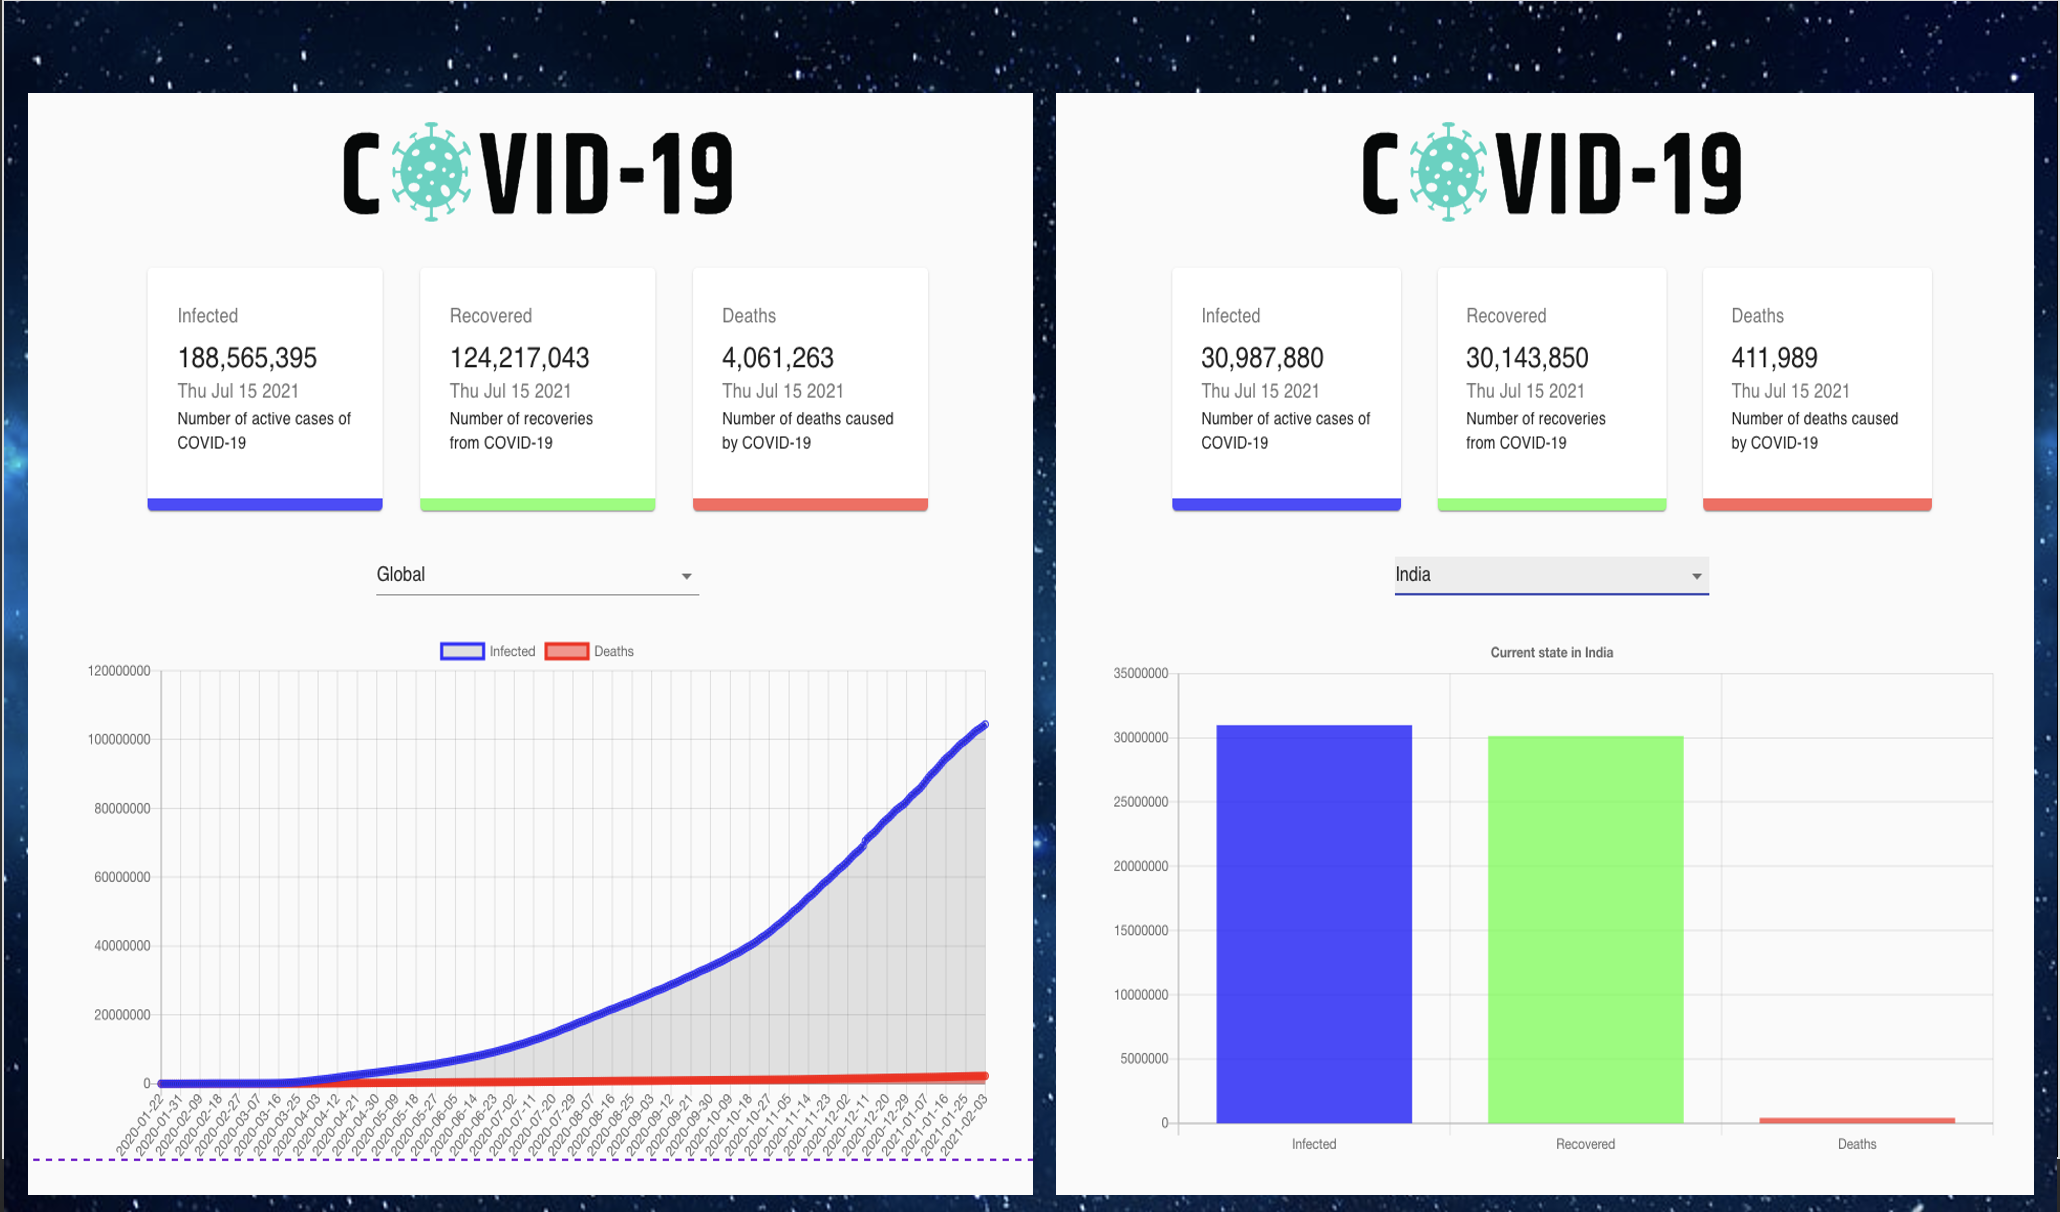 COVID-19
Infected
188,565,395
Thu Jul 15 2021
Number of active cases of
COVID-19
Recovered
124,217,043
Thu Jul 15 2021
Number of recoveries
from COVID-19
Deaths
4,061,263
Thu Jul 15 2021
Number of deaths caused
by COVID-19
Global
Infected
Deaths
120000000
100000000
80000000
60000000
40000000
20000000
0
2020-01-22
2020-01-31
2020-02-09
2020-02-18
2020-02-27
2020-03-07
2020-03-16
2020-03-25
2020-04-03
2020-04-12
2020-04-21
2020-04-30
2020-05-09
2020-05-18
2020-05-27
2020-06-05
2020-06-14
2020-06-23
2020-07-02
2020-07-11
2020-07-20
2020-07-29
2020-08-07
2020-08-16
2020-08-25
2020-09-03
2020-09-12
2020-09-21
2020-09-30
2020-10-09
2020-10-18
2020-10-27
2020-11-05
2020-11-14
2020-11-23
2020-12-02
2020-12-11
2020-12-20
2020-12-29
2021-01-07
2021-01-16
2021-01-25
2021-02-03
COVID-19
Infected
30,987,880
Thu Jul 15 2021
Number of active cases of
COVID-19
Recovered
30,143,850
Thu Jul 15 2021
Number of recoveries
from COVID-19
Deaths
411,989
Thu Jul 15 2021
Number of deaths caused
by COVID-19
India
Current state in India
35000000
30000000
25000000
20000000
15000000
10000000
5000000
0
Infected
Recovered
Deaths